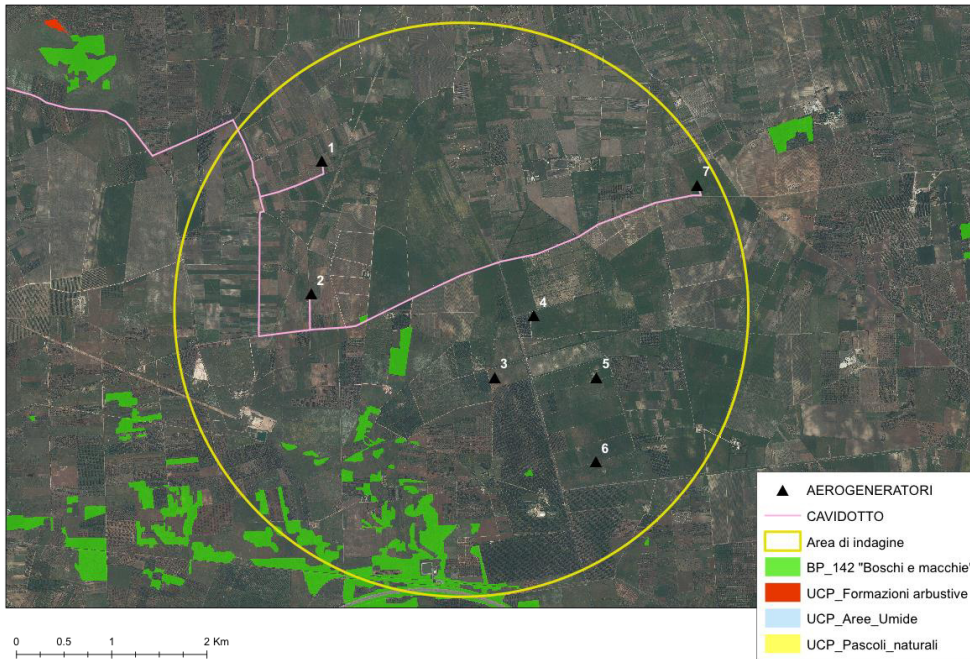 1
7
2
4
3
5
6
AEROGENERATORI
CAVIDOTTO
Area di indagine
BP_142 "Boschi e macchie"
UCP_Formazioni arbustive
UCP_Aree_Umide
UCP_Pascoli_naturali
0 0.5 1 2 Km